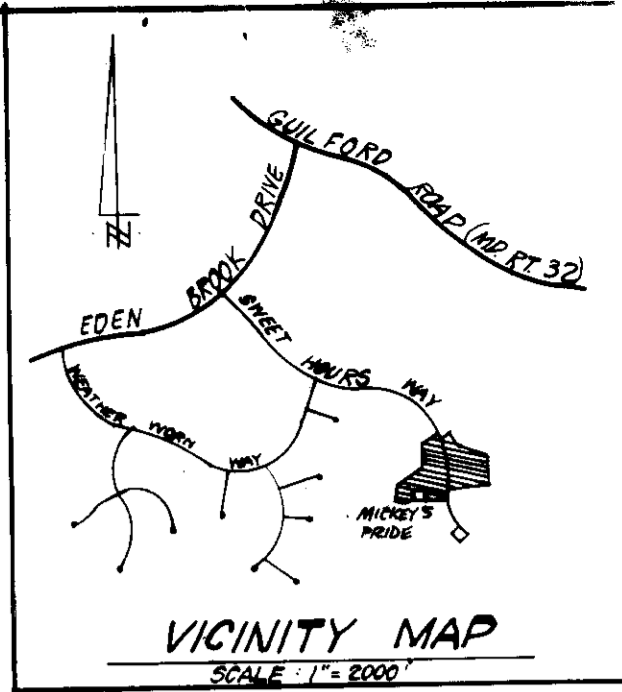 GUILFORD ROAD (MD. RT. 32)
EDEN BROOK DRIVE
SWEET HOURS WAY
WEATHER WORN WAY
MICKEY'S
PRIDE
N
VICINITY MAP
SCALE : 1" = 2000'